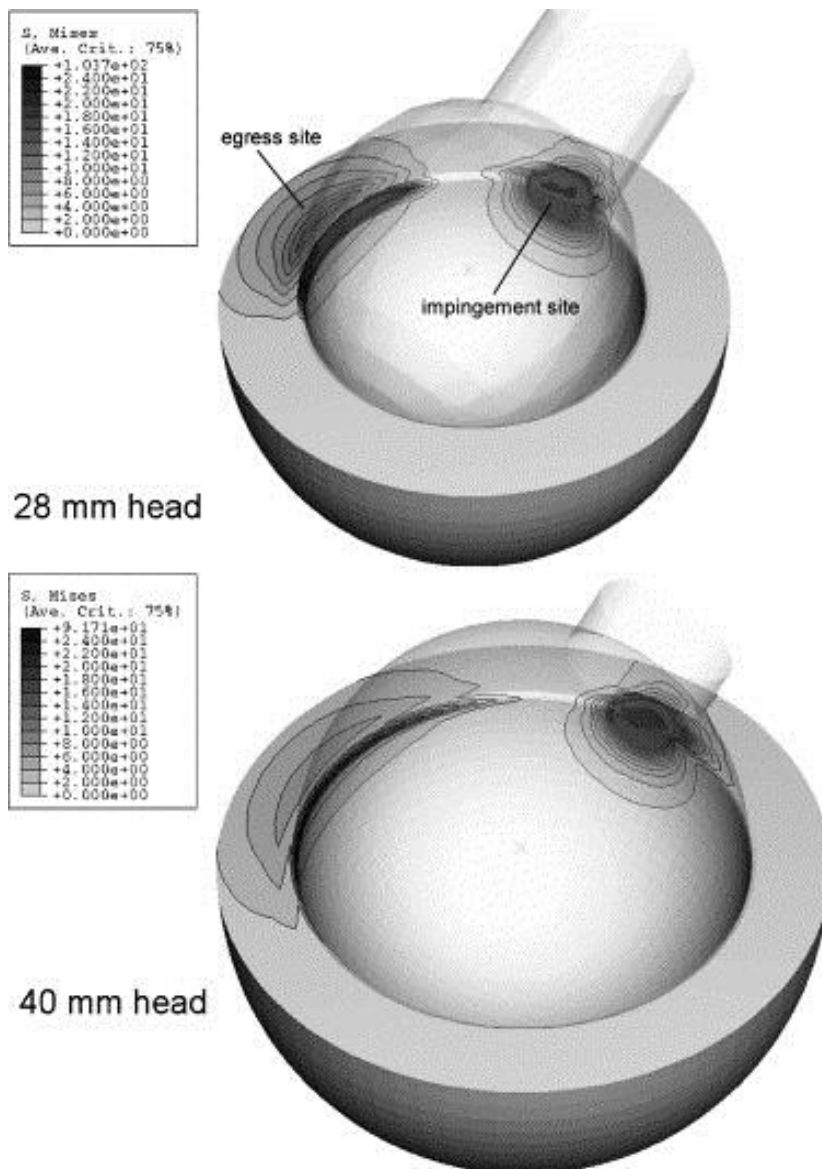 S, Mises
(Ave. Crit.: 75%)
+1.037e+02
+2.400e+01
+2.200e+01
+2.000e+01
+1.800e+01
+1.600e+01
+1.400e+01
+1.200e+01
+1.000e+01
+8.000e+00
+6.000e+00
+4.000e+00
+2.000e+00
+0.000e+00
egress site
impingement site
28 mm head
S, Mises
(Ave. Crit.: 75%)
+9.171e+01
+2.400e+01
+2.200e+01
+2.000e+01
+1.800e+01
+1.600e+01
+1.400e+01
+1.200e+01
+1.000e+01
+8.000e+00
+6.000e+00
+4.000e+00
+2.000e+00
+0.000e+00
40 mm head